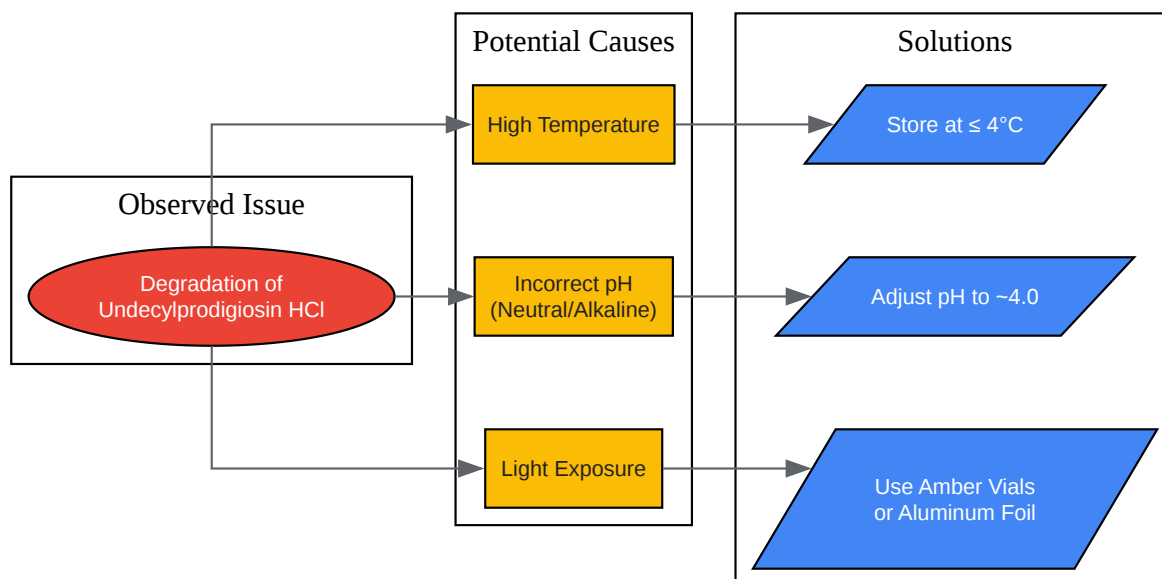 Observed Issue
Degradation of
Undecylprodigiosin HCl
Potential Causes
High Temperature
Incorrect pH
(Neutral/Alkaline)
Light Exposure
Solutions
Store at ≤ 4°C
Adjust pH to ~4.0
Use Amber Vials
or Aluminum Foil